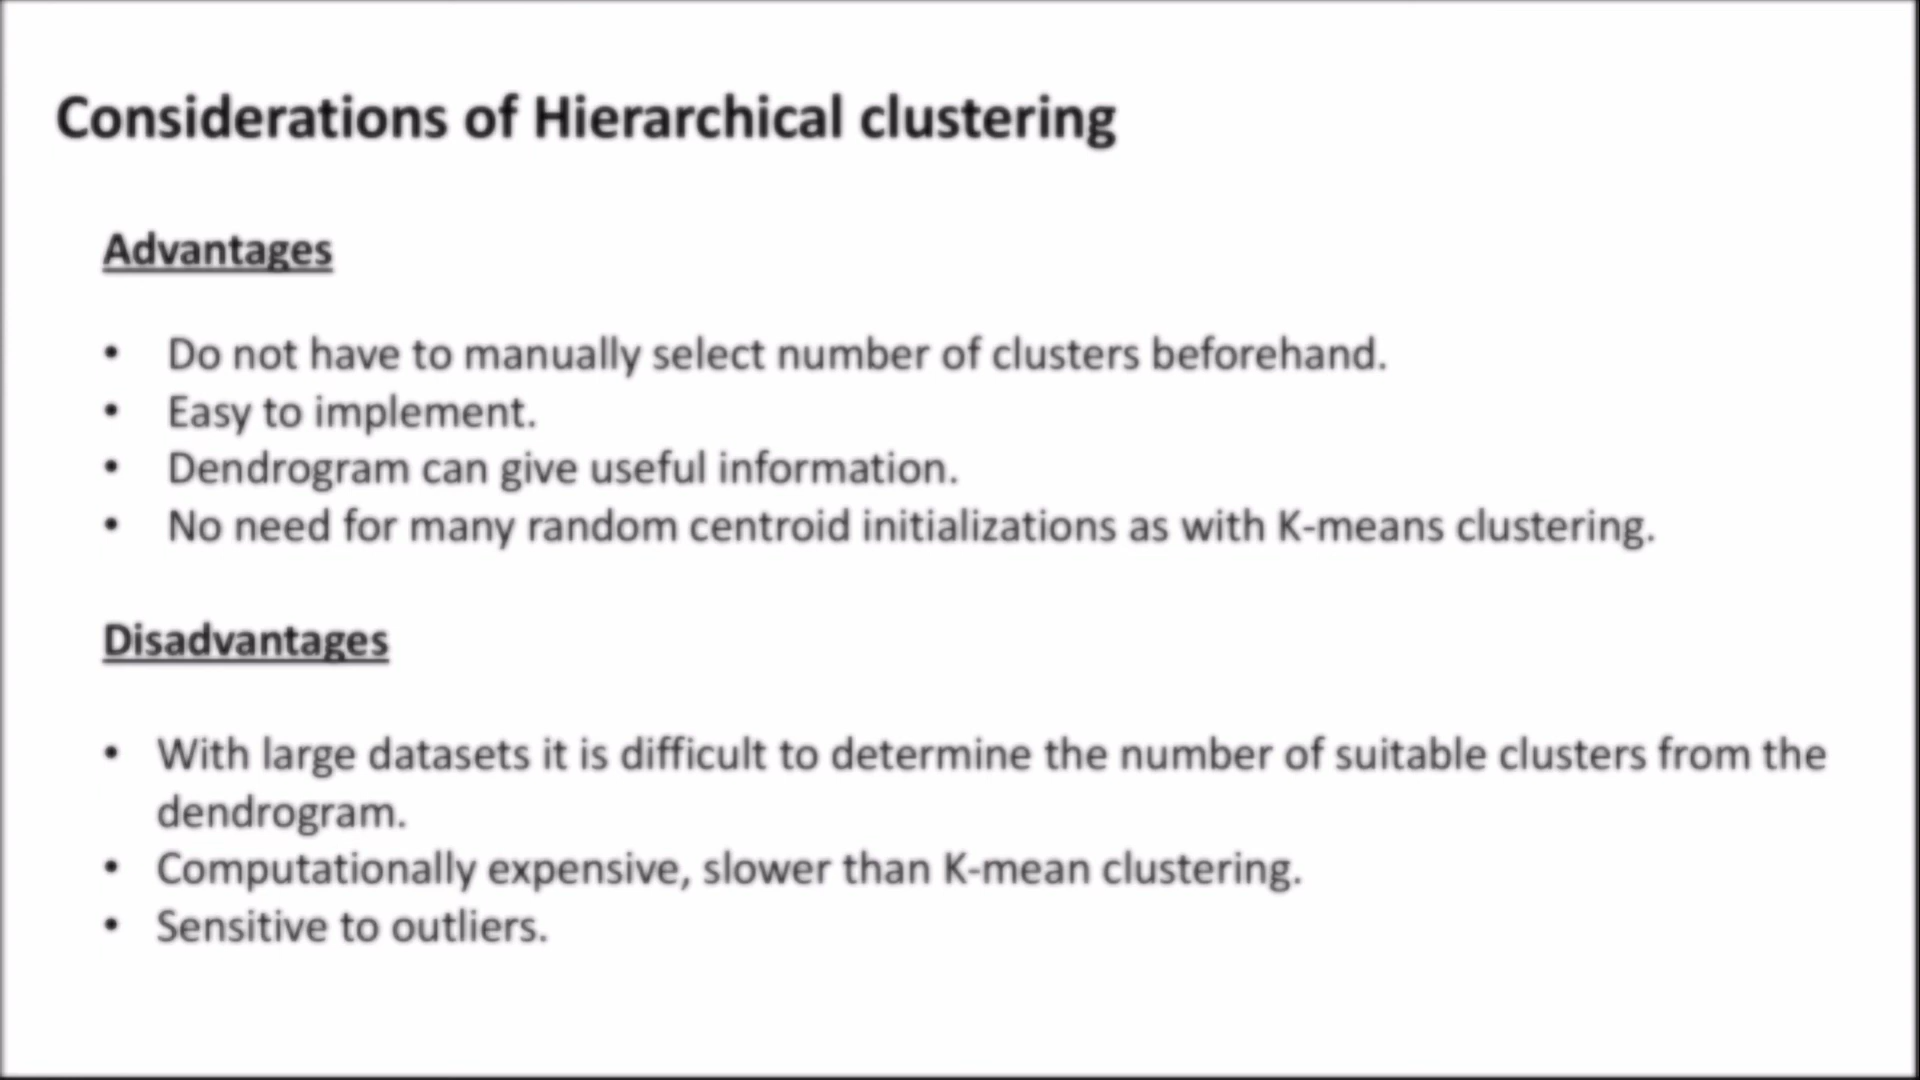 Considerations of Hierarchical clustering
Advantages
• Do not have to manually select number of clusters beforehand.
• Easy to implement.
• Dendrogram can give useful information.
• No need for many random centroid initializations as with K-means clustering.
Disadvantages
• With large datasets it is difficult to determine the number of suitable clusters from the
dendrogram.
• Computationally expensive, slower than K-mean clustering.
• Sensitive to outliers.